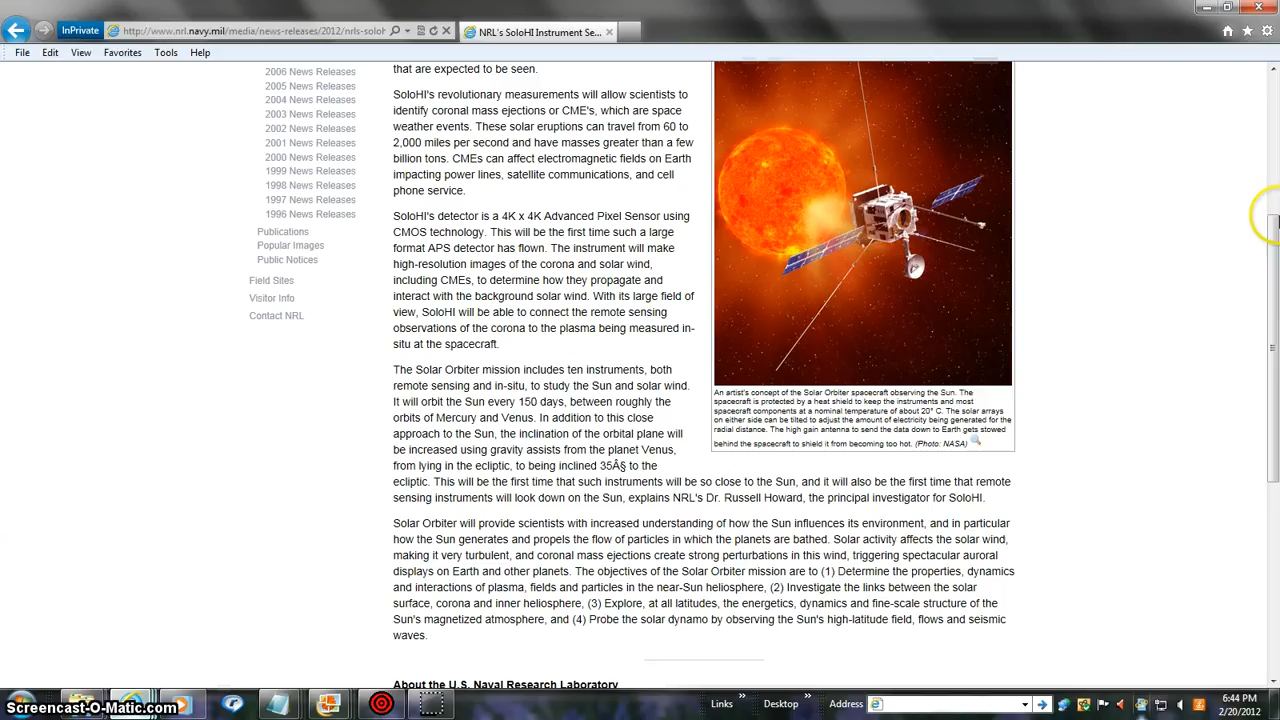 InPrivate
http://www.nrl.navy.mil/media/news-releases/2012/nrls-soloh
NRL's SoloHI Instrument Se...
File Edit View Favorites Tools Help
2006 News Releases
2005 News Releases
2004 News Releases
2003 News Releases
2002 News Releases
2001 News Releases
2000 News Releases
1999 News Releases
1998 News Releases
1997 News Releases
1996 News Releases
Publications
Popular Images
Public Notices
Field Sites
Visitor Info
Contact NRL
that are expected to be seen.
SoloHI's revolutionary measurements will allow scientists to
identify coronal mass ejections or CME's, which are space
weather events. These solar eruptions can travel from 60 to
2,000 miles per second and have masses greater than a few
billion tons. CMEs can affect electromagnetic fields on Earth
impacting power lines, satellite communications, and cell
phone service.
SoloHI's detector is a 4K x 4K Advanced Pixel Sensor using
CMOS technology. This will be the first time such a large
format APS detector has flown. The instrument will make
high-resolution images of the corona and solar wind,
including CMEs, to determine how they propagate and
interact with the background solar wind. With its large field of
view, SoloHI will be able to connect the remote sensing
observations of the corona to the plasma being measured in-
situ at the spacecraft.
The Solar Orbiter mission includes ten instruments, both
remote sensing and in-situ, to study the Sun and solar wind.
It will orbit the Sun every 150 days, between roughly the
orbits of Mercury and Venus. In addition to this close
approach to the Sun, the inclination of the orbital plane will
be increased using gravity assists from the planet Venus,
from lying in the ecliptic, to being inclined 35Â§ to the
ecliptic. This will be the first time that such instruments will be so close to the Sun, and it will also be the first time that remote
sensing instruments will look down on the Sun, explains NRL's Dr. Russell Howard, the principal investigator for SoloHI.
An artist's concept of the Solar Orbiter spacecraft observing the Sun. The
spacecraft is protected by a heat shield to keep the instruments and most
spacecraft components at a nominal temperature of about 20° C. The solar arrays
on either side can be tilted to adjust the amount of electricity being generated for the
radial distance. The high gain antenna to send the data down to Earth gets stowed
behind the spacecraft to shield it from becoming too hot. (Photo: NASA)
Solar Orbiter will provide scientists with increased understanding of how the Sun influences its environment, and in particular
how the Sun generates and propels the flow of particles in which the planets are bathed. Solar activity affects the solar wind,
making it very turbulent, and coronal mass ejections create strong perturbations in this wind, triggering spectacular auroral
displays on Earth and other planets. The objectives of the Solar Orbiter mission are to (1) Determine the properties, dynamics
and interactions of plasma, fields and particles in the near-Sun heliosphere, (2) Investigate the links between the solar
surface, corona and inner heliosphere, (3) Explore, at all latitudes, the energetics, dynamics and fine-scale structure of the
Sun's magnetized atmosphere, and (4) Probe the solar dynamo by observing the Sun's high-latitude field, flows and seismic
waves.
About the U.S. Naval Research Laboratory
Screencast-O-Matic.com
Links » Desktop » Address
6:44 PM
2/20/2012